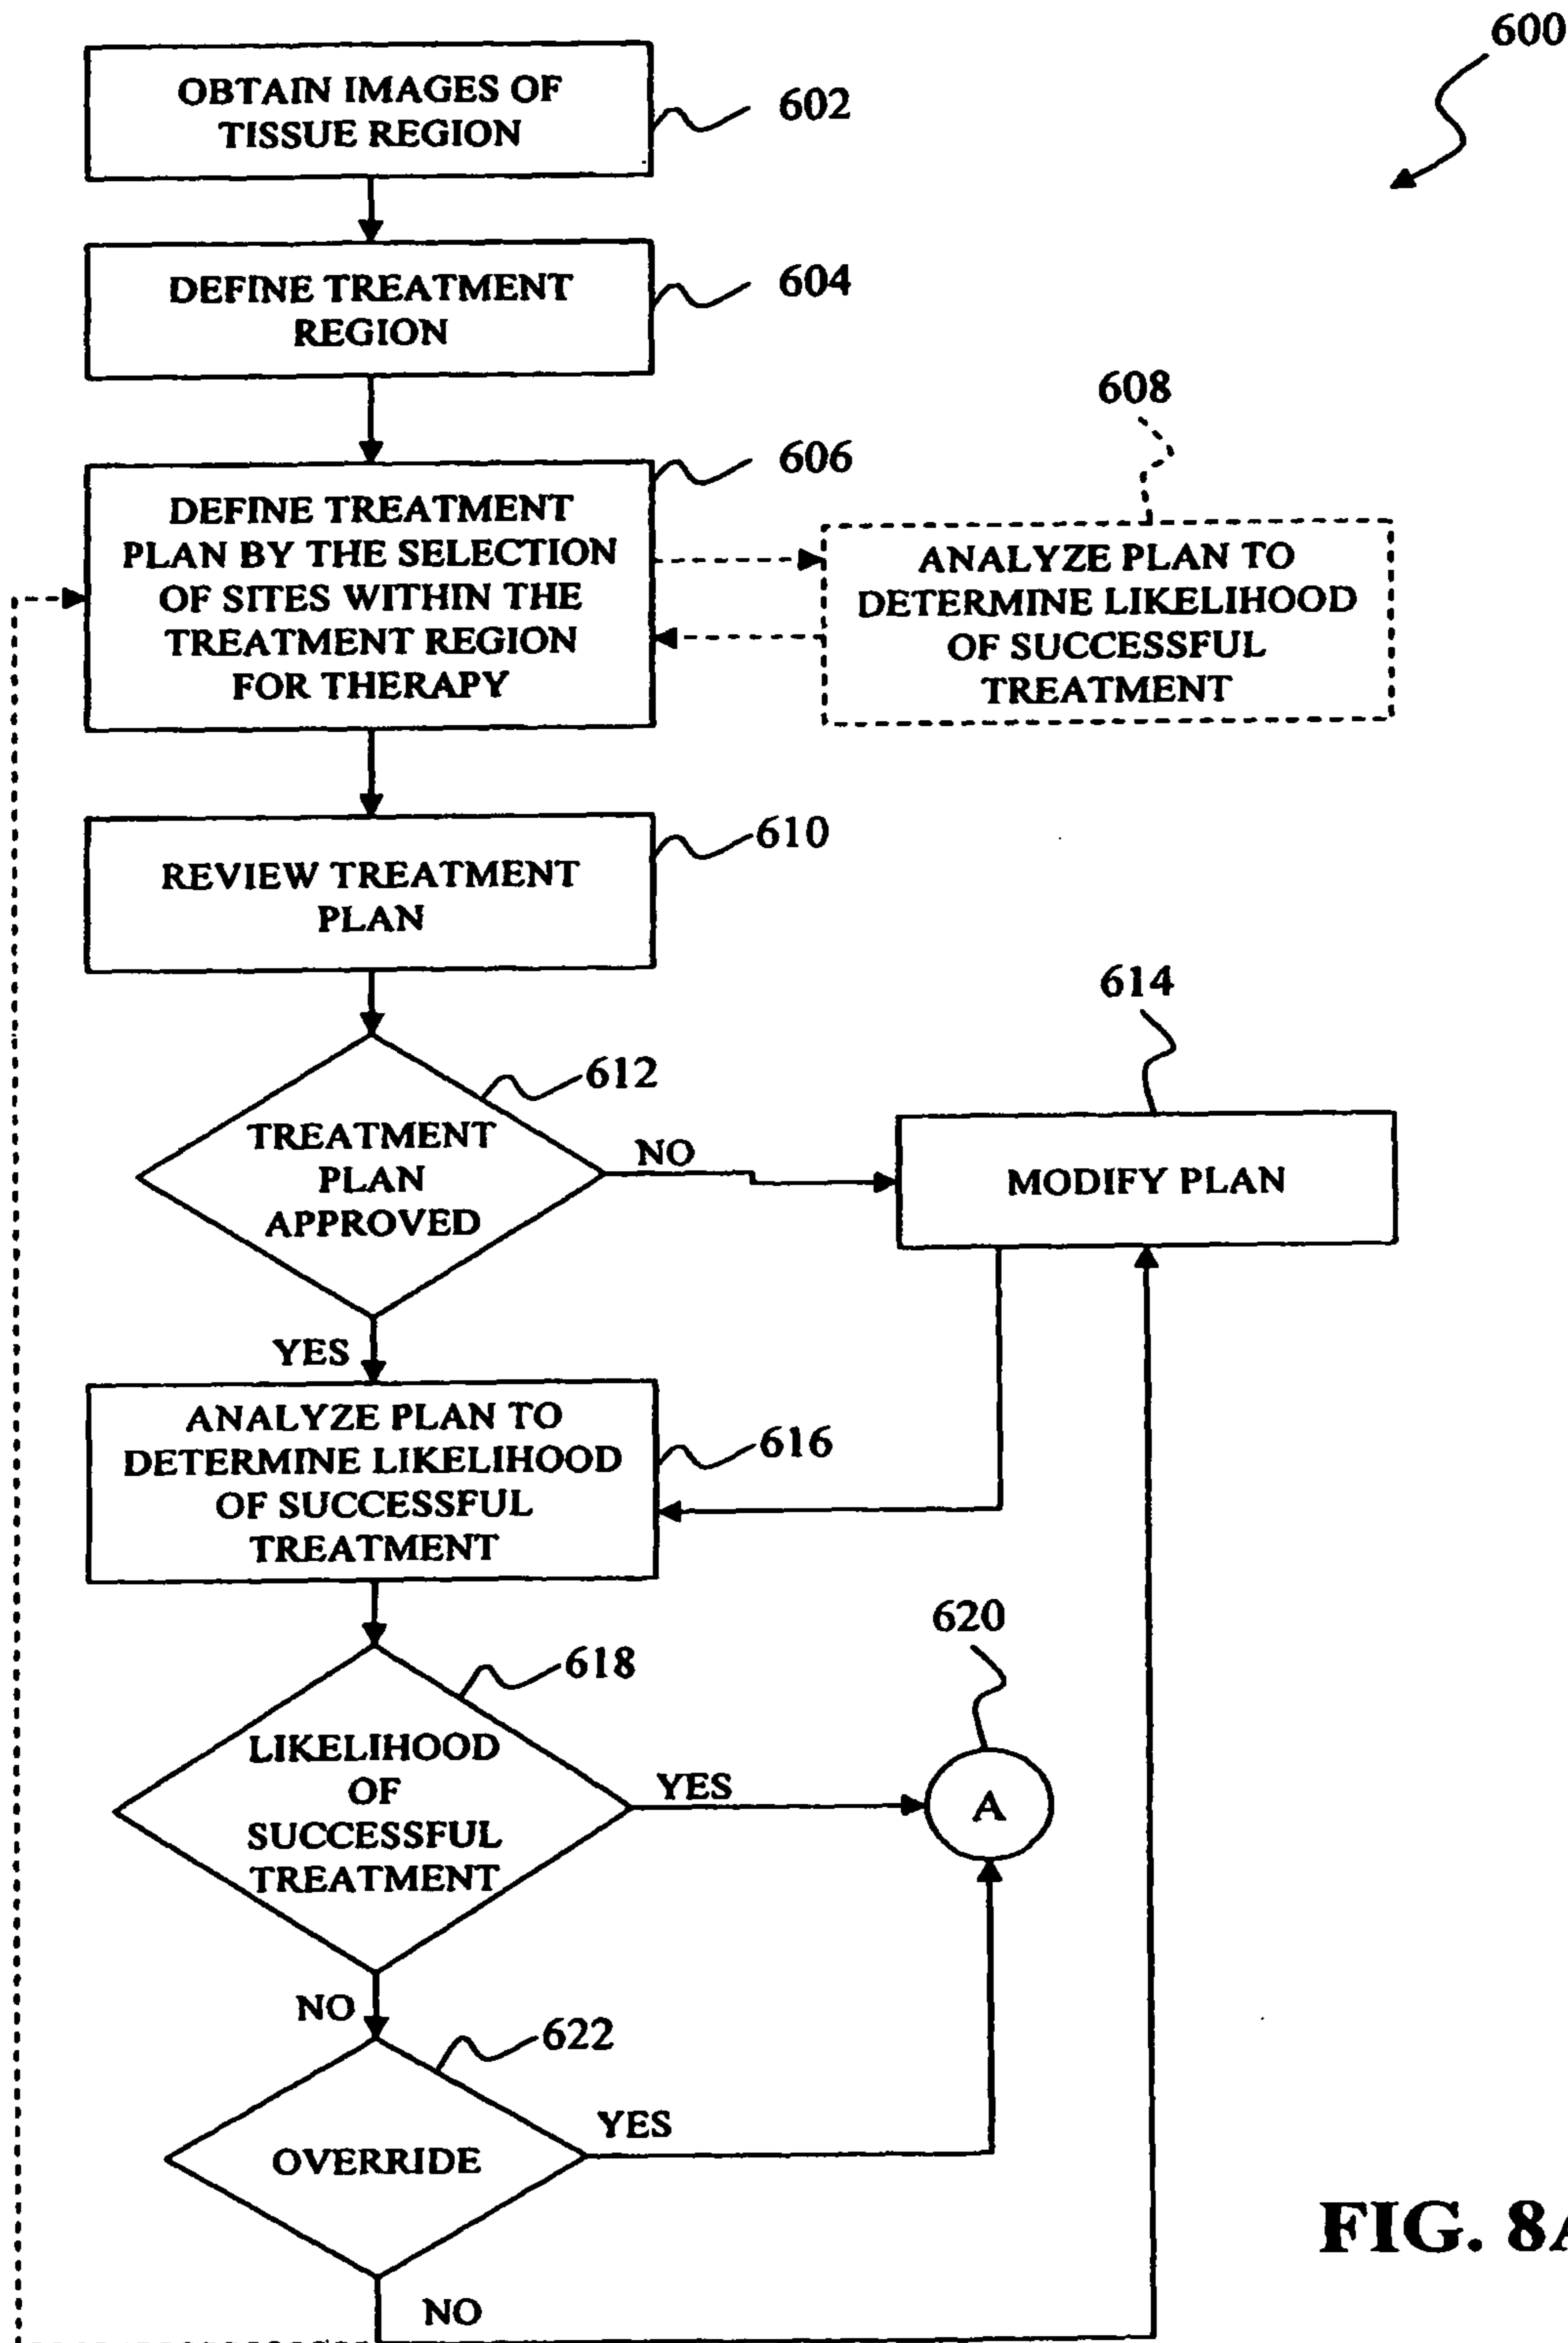 600
OBTAIN IMAGES OF
TISSUE REGION
602
DEFINE TREATMENT
REGION
604
608
606
DEFINE TREATMENT
PLAN BY THE SELECTION
OF SITES WITHIN THE
TREATMENT REGION
FOR THERAPY
ANALYZE PLAN TO
DETERMINE LIKELIHOOD
OF SUCCESSFUL
TREATMENT
610
REVIEW TREATMENT
PLAN
614
612
TREATMENT
PLAN
APPROVED
NO
MODIFY PLAN
YES
ANALYZE PLAN TO
DETERMINE LIKELIHOOD
OF SUCCESSFUL
TREATMENT
616
620
618
LIKELIHOOD
OF
SUCCESSFUL
TREATMENT
YES
A
NO
622
YES
OVERRIDE
FIG. 8A
NO